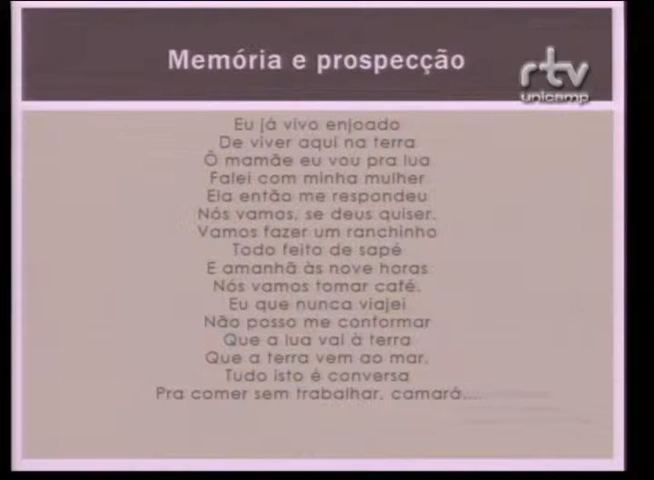 Memória e prospecção
rtv
unicamp
Eu já vivo enjoado
De viver aqui na terra
Ô mamãe eu vou pra lua
Falei com minha mulher
Ela então me respondeu
Nós vamos, se deus quiser.
Vamos fazer um ranchinho
Todo feito de sapé
E amanhã às nove horas
Nós vamos tomar café.
Eu que nunca viajei
Não posso me conformar
Que a lua vai à terra
Que a terra vem ao mar.
Tudo isto é conversa
Pra comer sem trabalhar, camará...